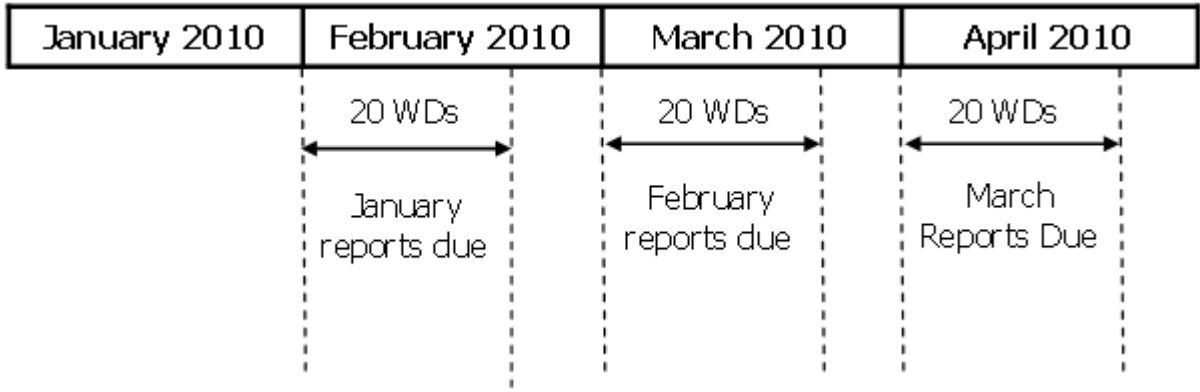 January 2010 February 2010 March 2010 April 2010
20 WDs 20 WDs 20 WDs
January
reports due
February
reports due
March
Reports Due